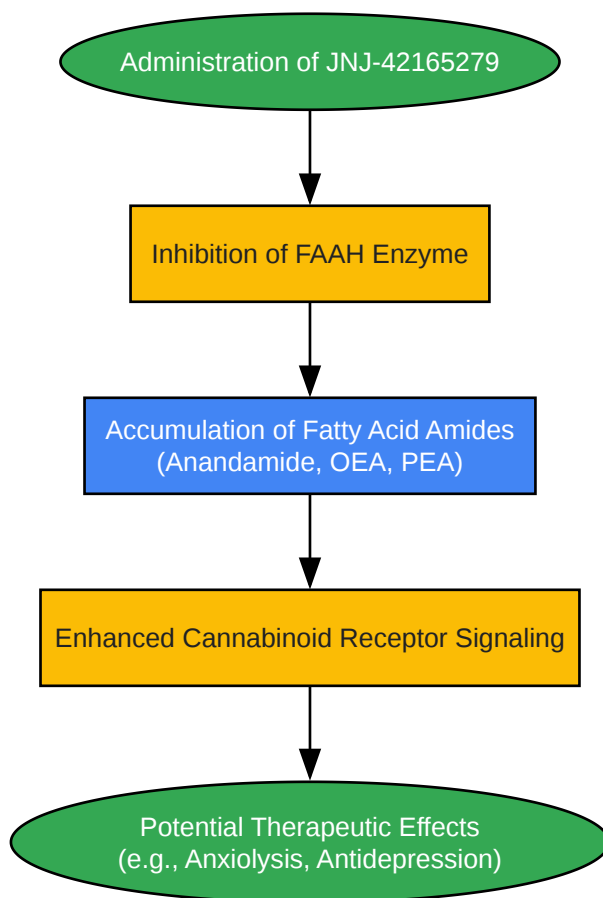 Administration of JNJ-42165279
Inhibition of FAAH Enzyme
Accumulation of Fatty Acid Amides
(Anandamide, OEA, PEA)
Enhanced Cannabinoid Receptor Signaling
Potential Therapeutic Effects
(e.g., Anxiolysis, Antidepression)